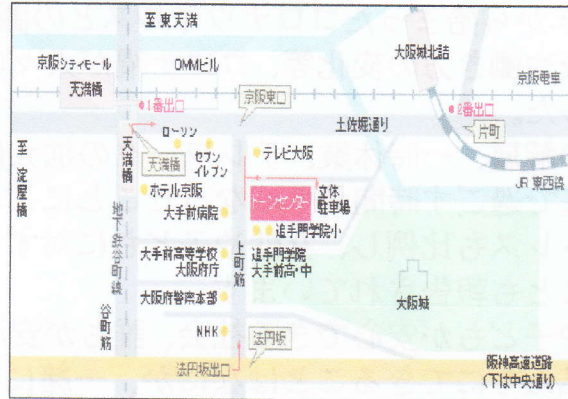 至東天満
京阪シティモール
OMMビル
大阪城北詰
天満橋
京阪電車
1番出口
京阪東口
2番出口
土佐堀通り
片町
ローソン
天満橋
天満橋
セブン
イレブン
テレビ大阪
至淀屋橋
JR東西線
ホテル京阪
ドーンセンター
立体
駐車場
大手前病院
追手門学院小
地下鉄谷町線
上町筋
大手前高等学校
大阪府庁
追手門学院
大手前高・中
大阪城
大阪府警本部
谷町筋
NHK
法円坂
法円坂出口
阪神高速道路
(下は中央通り)